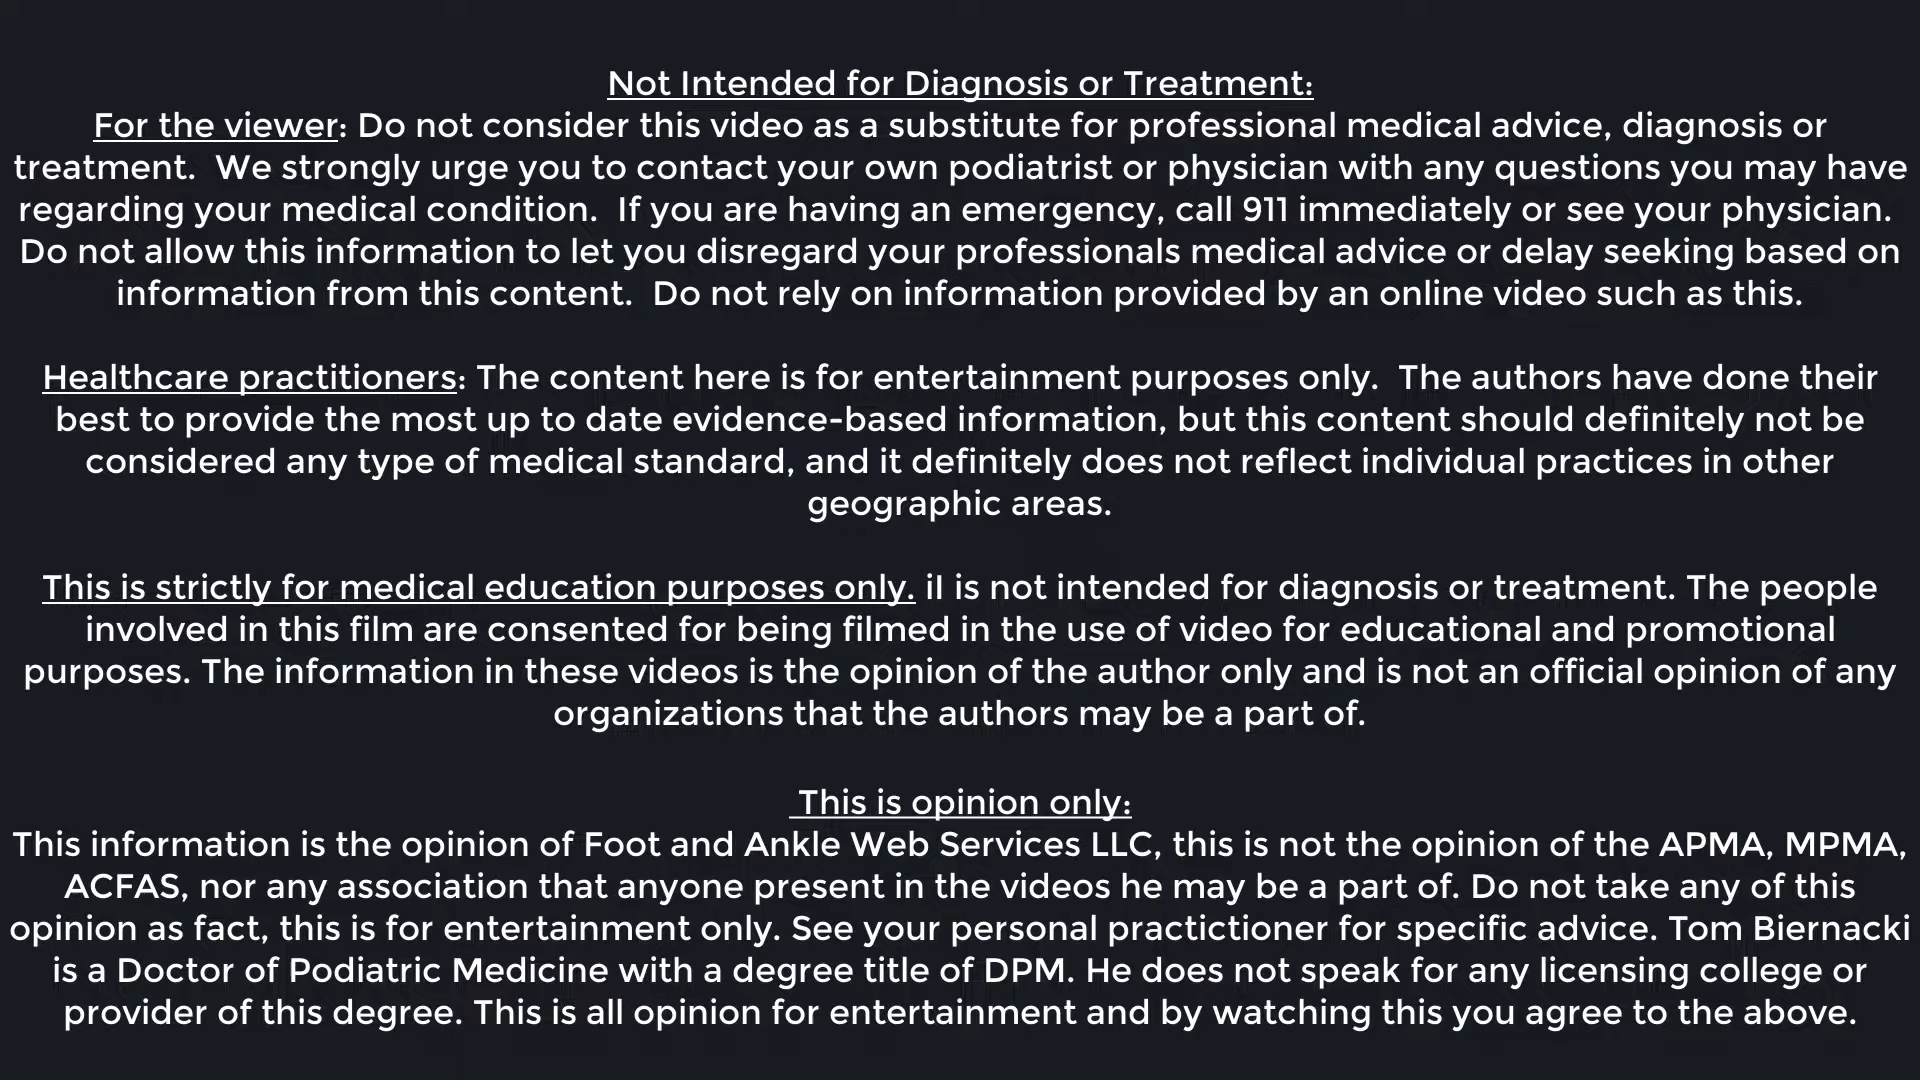 Not Intended for Diagnosis or Treatment:
For the viewer: Do not consider this video as a substitute for professional medical advice, diagnosis or
treatment.  We strongly urge you to contact your own podiatrist or physician with any questions you may have
regarding your medical condition.  If you are having an emergency, call 911 immediately or see your physician.
Do not allow this information to let you disregard your professionals medical advice or delay seeking based on
information from this content.  Do not rely on information provided by an online video such as this.
Healthcare practitioners: The content here is for entertainment purposes only.  The authors have done their
best to provide the most up to date evidence-based information, but this content should definitely not be
considered any type of medical standard, and it definitely does not reflect individual practices in other
geographic areas.
This is strictly for medical education purposes only. iI is not intended for diagnosis or treatment. The people
involved in this film are consented for being filmed in the use of video for educational and promotional
purposes. The information in these videos is the opinion of the author only and is not an official opinion of any
organizations that the authors may be a part of.
This is opinion only:
This information is the opinion of Foot and Ankle Web Services LLC, this is not the opinion of the APMA, MPMA,
ACFAS, nor any association that anyone present in the videos he may be a part of. Do not take any of this
opinion as fact, this is for entertainment only. See your personal practictioner for specific advice. Tom Biernacki
is a Doctor of Podiatric Medicine with a degree title of DPM. He does not speak for any licensing college or
provider of this degree. This is all opinion for entertainment and by watching this you agree to the above.